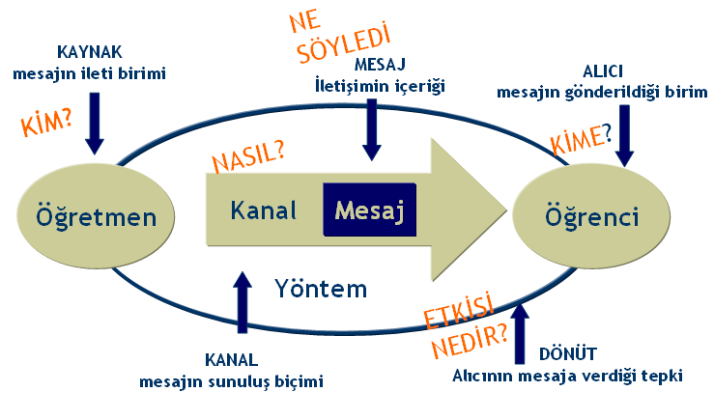 NE
SÖYLEDİ
KAYNAK
mesajın ileti birimi
MESAJ
İletişimin içeriği
ALICI
mesajın gönderildiği birim
KİM?
KİME?
NASIL?
Öğretmen
Kanal
Mesaj
Öğrenci
Yöntem
ETKİSİ
NEDİR?
KANAL
mesajın sunuluş biçimi
DÖNÜT
Alıcının mesaja verdiği tepki